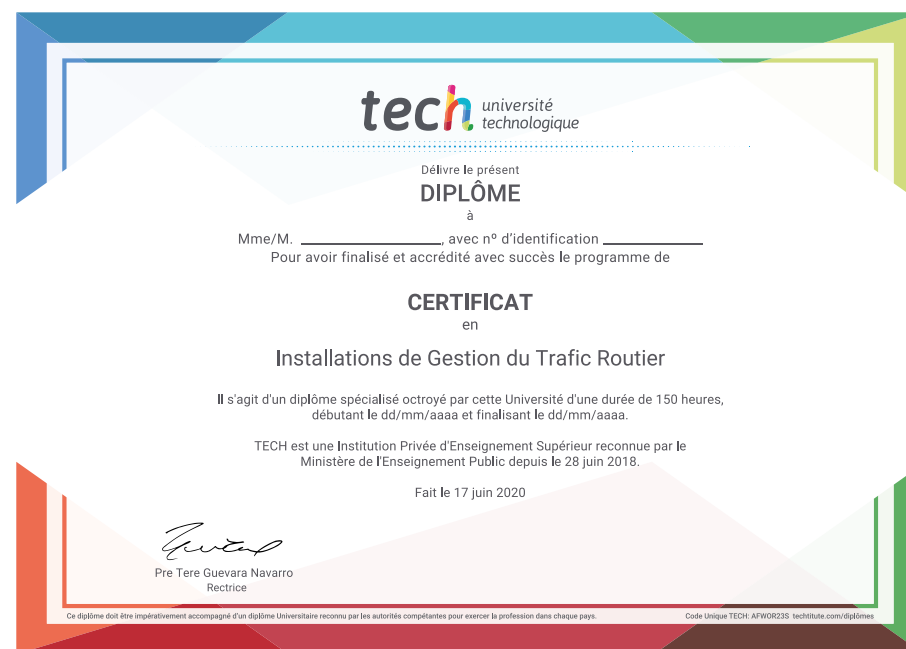 tech université
technologique
Délivre le présent
DIPLÔME
à
Mme/M. ____________________, avec nº d'identification __________________
Pour avoir finalisé et accrédité avec succès le programme de
CERTIFICAT
en
Installations de Gestion du Trafic Routier
Il s'agit d'un diplôme spécialisé octroyé par cette Université d'une durée de 150 heures,
débutant le dd/mm/aaaa et finalisant le dd/mm/aaaa.
TECH est une Institution Privée d'Enseignement Supérieur reconnue par le
Ministère de l'Enseignement Public depuis le 28 juin 2018.
Fait le 17 juin 2020
Pre Tere Guevara Navarro
Rectrice
Ce diplôme doit être impérativement accompagné d'un diplôme Universitaire reconnu par les autorités compétantes pour exercer la profession dans chaque pays.
Code Unique TECH: AFWOR23S techtitute.com/diplômes